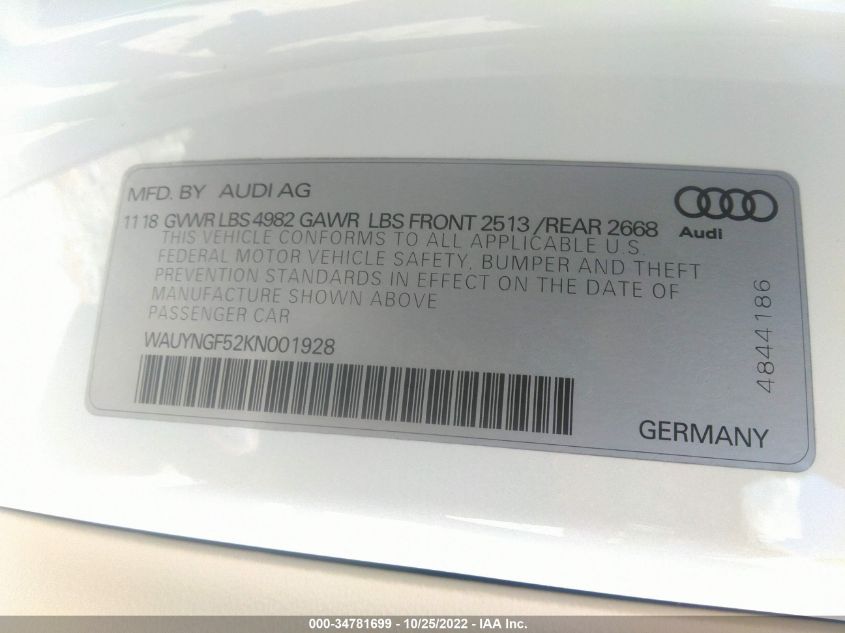 MFD. BY AUDI AG
Audi
11 18 GVWR LBS 4982 GAWR LBS FRONT 2513 / REAR 2668
THIS VEHICLE CONFORMS TO ALL APPLICABLE U.S.
FEDERAL MOTOR VEHICLE SAFETY, BUMPER AND THEFT
PREVENTION STANDARDS IN EFFECT ON THE DATE OF
MANUFACTURE SHOWN ABOVE
PASSENGER CAR
WAUYNGF52KN001928
4844186
GERMANY
000-34781699 - 10/25/2022 - IAA Inc.